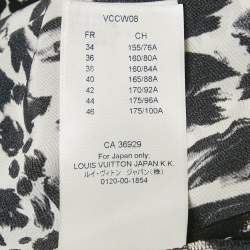 VCCW08
FR CH
34 155/76A
36 160/80A
38 160/84A
40 165/88A
42 170/92A
44 175/96A
46 175/100A
CA 36929
For Japan only:
LOUIS VUITTON JAPAN K.K.
ルイ・ヴィトン ジャパン(株)
0120-00-1854